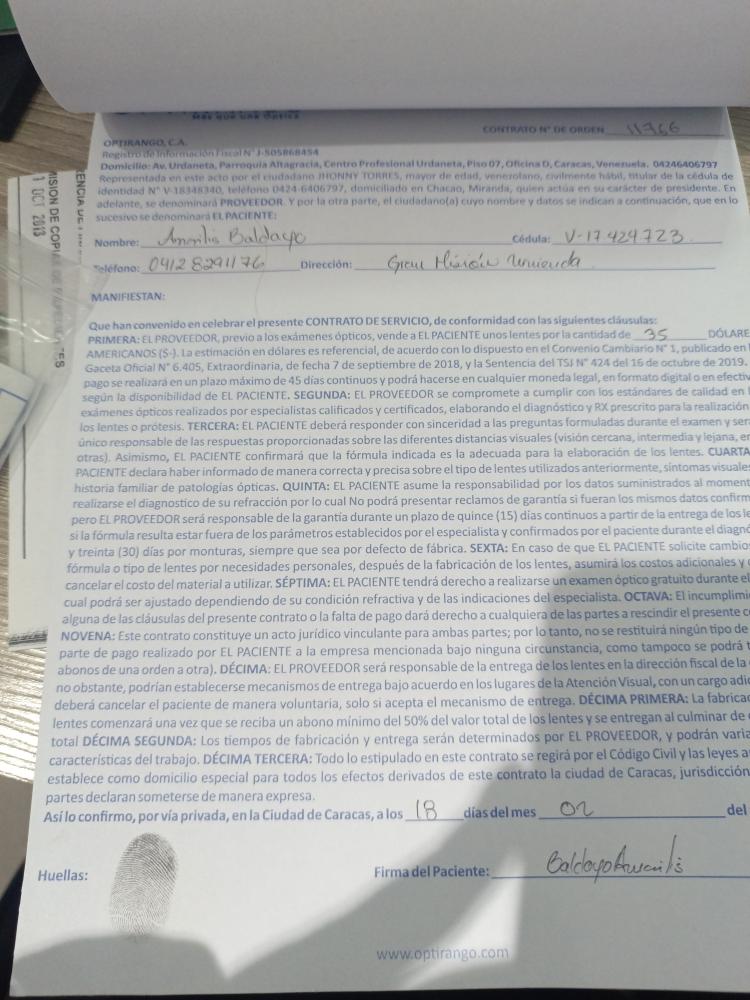 MÁS QUE UNA ÓPTICA
CONTRATO N° DE ORDEN 11766
OPTIRANGO, C.A.
Registro de Información Fiscal N° J-505868454
Domicilio: Av. Urdaneta, Parroquia Altagracia, Centro Profesional Urdaneta, Piso 07, Oficina D, Caracas, Venezuela. 04246406797
Representada en este acto por el ciudadano JHONNY TORRES, mayor de edad, venezolano, civilmente hábil, titular de la cédula de
identidad N° V-18348340, teléfono 0424-6406797, domiciliado en Chacao, Miranda, quien actúa en su carácter de presidente. En
adelante, se denominará PROVEEDOR. Y por la otra parte, el ciudadano(a) cuyo nombre y datos se indican a continuación, que en lo
sucesivo se denominará EL PACIENTE:
Nombre: Baldayo Cédula: V-17.424.723
Teléfono: 0412 8291176 Dirección: Gran Misión Vivienda
MANIFIESTAN:
Que han convenido en celebrar el presente CONTRATO DE SERVICIO, de conformidad con las siguientes cláusulas:
PRIMERA: EL PROVEEDOR, previo a los exámenes ópticos, vende a EL PACIENTE unos lentes por la cantidad de 35 DÓLARE
AMERICANOS ($-). La estimación en dólares es referencial, de acuerdo con lo dispuesto en el Convenio Cambiario N° 1, publicado en
Gaceta Oficial N° 6.405, Extraordinaria, de fecha 7 de septiembre de 2018, y la Sentencia del TSJ N° 424 del 16 de octubre de 2019.
pago se realizará en un plazo máximo de 45 días continuos y podrá hacerse en cualquier moneda legal, en formato digital o en efectiv
según la disponibilidad de EL PACIENTE. SEGUNDA: EL PROVEEDOR se compromete a cumplir con los estándares de calidad en
exámenes ópticos realizados por especialistas calificados y certificados, elaborando el diagnóstico y RX prescrito para la realización
los lentes o prótesis. TERCERA: EL PACIENTE deberá responder con sinceridad a las preguntas formuladas durante el examen y ser
único responsable de las respuestas proporcionadas sobre las diferentes distancias visuales (visión cercana, intermedia y lejana, en
otras). Asimismo, EL PACIENTE confirmará que la fórmula indicada es la adecuada para la elaboración de los lentes. CUARTA
PACIENTE declara haber informado de manera correcta y precisa sobre el tipo de lentes utilizados anteriormente, síntomas visuale
historia familiar de patologías ópticas. QUINTA: EL PACIENTE asume la responsabilidad por los datos suministrados al moment
realizarse el diagnostico de su refracción por lo cual No podrá presentar reclamos de garantía si fueran los mismos datos confirm
pero EL PROVEEDOR será responsable de la garantía durante un plazo de quince (15) días continuos a partir de la entrega de los le
si la fórmula resulta estar fuera de los parámetros establecidos por el especialista y confirmados por el paciente durante el diagnó
y treinta (30) días por monturas, siempre que sea por defecto de fábrica. SEXTA: En caso de que EL PACIENTE solicite cambio
fórmula o tipo de lentes por necesidades personales, después de la fabricación de los lentes, asumirá los costos adicionales y
cancelar el costo del material a utilizar. SÉPTIMA: EL PACIENTE tendrá derecho a realizarse un examen óptico gratuito durante el
cual podrá ser ajustado dependiendo de su condición refractiva y de las indicaciones del especialista. OCTAVA: El incumplimi
alguna de las cláusulas del presente contrato o la falta de pago dará derecho a cualquiera de las partes a rescindir el presente c
NOVENA: Este contrato constituye un acto jurídico vinculante para ambas partes; por lo tanto, no se restituirá ningún tipo de
parte de pago realizado por EL PACIENTE a la empresa mencionada bajo ninguna circunstancia, como tampoco se podrá t
abonos de una orden a otra). DÉCIMA: EL PROVEEDOR será responsable de la entrega de los lentes en la dirección fiscal de la
no obstante, podrían establecerse mecanismos de entrega bajo acuerdo en los lugares de la Atención Visual, con un cargo adic
deberá cancelar el paciente de manera voluntaria, solo si acepta el mecanismo de entrega. DÉCIMA PRIMERA: La fabrica
lentes comenzará una vez que se reciba un abono mínimo del 50% del valor total de los lentes y se entregan al culminar de
total DÉCIMA SEGUNDA: Los tiempos de fabricación y entrega serán determinados por EL PROVEEDOR, y podrán varia
características del trabajo. DÉCIMA TERCERA: Todo lo estipulado en este contrato se regirá por el Código Civil y las leyes a
establece como domicilio especial para todos los efectos derivados de este contrato la ciudad de Caracas, jurisdicción
partes declaran someterse de manera expresa.
Así lo confirmo, por vía privada, en la Ciudad de Caracas, a los 18 días del mes 02 del
Huellas:
Firma del Paciente: Baldayo
www.optirango.com
1 OCT 2013
MISION DE COPIA